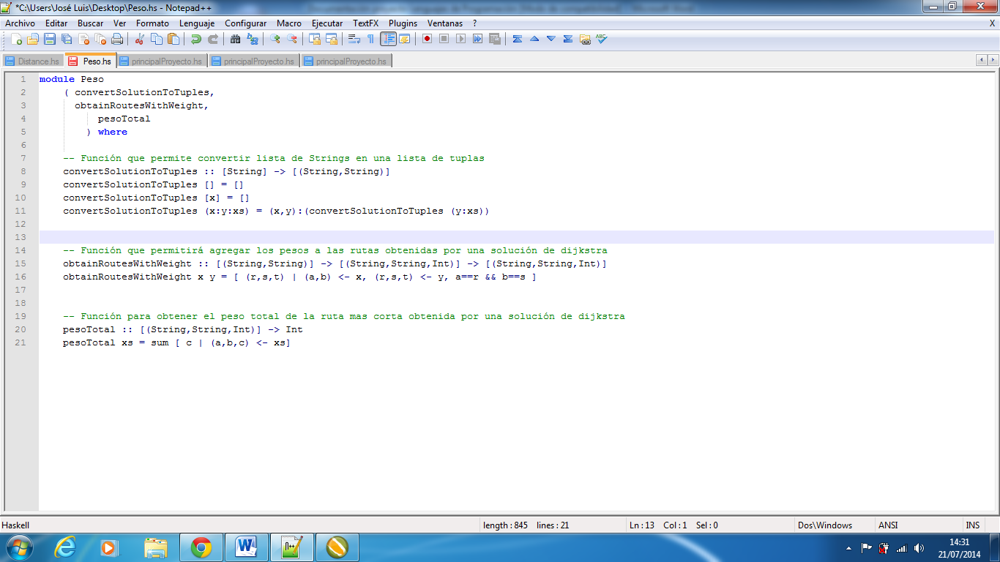 *C:\Users\José Luis\Desktop\Peso.hs - Notepad++
Archivo Editar Buscar Ver Formato Lenguaje Configurar Macro Ejecutar TextFX Plugins Ventanas ? X
Distance.hs Peso.hs principalProyecto.hs principalProyecto.hs principalProyecto.hs
1 module Peso
2 ( convertSolutionToTuples,
3 obtainRoutesWithWeight,
4 pesoTotal
5 ) where
6
7 -- Función que permite convertir lista de Strings en una lista de tuplas
8 convertSolutionToTuples :: [String] -> [(String,String)]
9 convertSolutionToTuples [] = []
10 convertSolutionToTuples [x] = []
11 convertSolutionToTuples (x:y:xs) = (x,y):(convertSolutionToTuples (y:xs))
12
13
14 -- Función que permitirá agregar los pesos a las rutas obtenidas por una solución de dijkstra
15 obtainRoutesWithWeight :: [(String,String)] -> [(String,String,Int)] -> [(String,String,Int)]
16 obtainRoutesWithWeight x y = [ (r,s,t) | (a,b) <- x, (r,s,t) <- y, a==r && b==s ]
17
18
19 -- Función para obtener el peso total de la ruta mas corta obtenida por una solución de dijkstra
20 pesoTotal :: [(String,String,Int)] -> Int
21 pesoTotal xs = sum [ c | (a,b,c) <- xs]
Haskell length : 845 lines : 21 Ln : 13 Col : 1 Sel : 0 Dos\Windows ANSI INS
14:31
21/07/2014